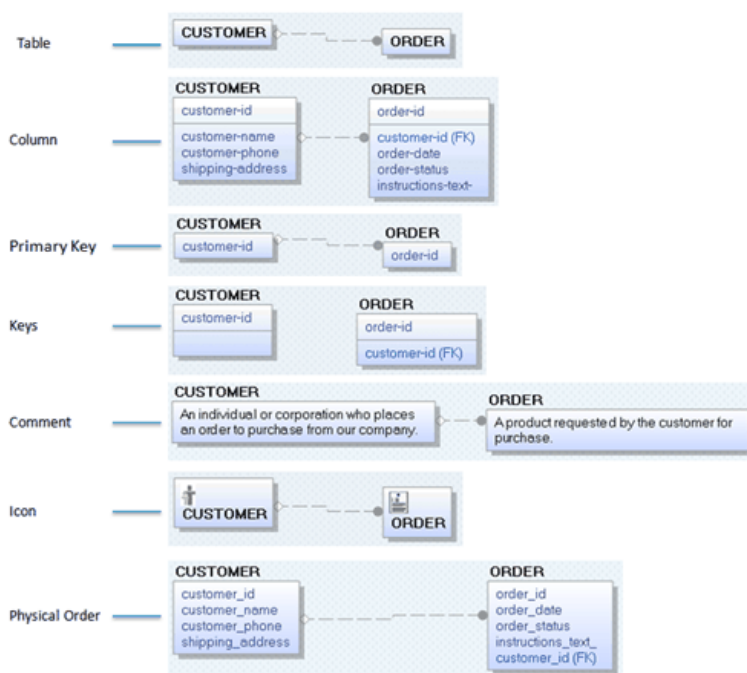 Table
CUSTOMER
ORDER
Column
CUSTOMER
customer-id
customer-name
customer-phone
shipping-address
ORDER
order-id
customer-id (FK)
order-date
order-status
instructions-text-
Primary Key
CUSTOMER
customer-id
ORDER
order-id
Keys
CUSTOMER
customer-id
ORDER
order-id
customer-id (FK)
Comment
CUSTOMER
An individual or corporation who places
an order to purchase from our company.
ORDER
A product requested by the customer for
purchase.
Icon
CUSTOMER
ORDER
Physical Order
CUSTOMER
customer_id
customer_name
customer_phone
shipping_address
ORDER
order_id
order_date
order_status
instructions_text_
customer_id (FK)